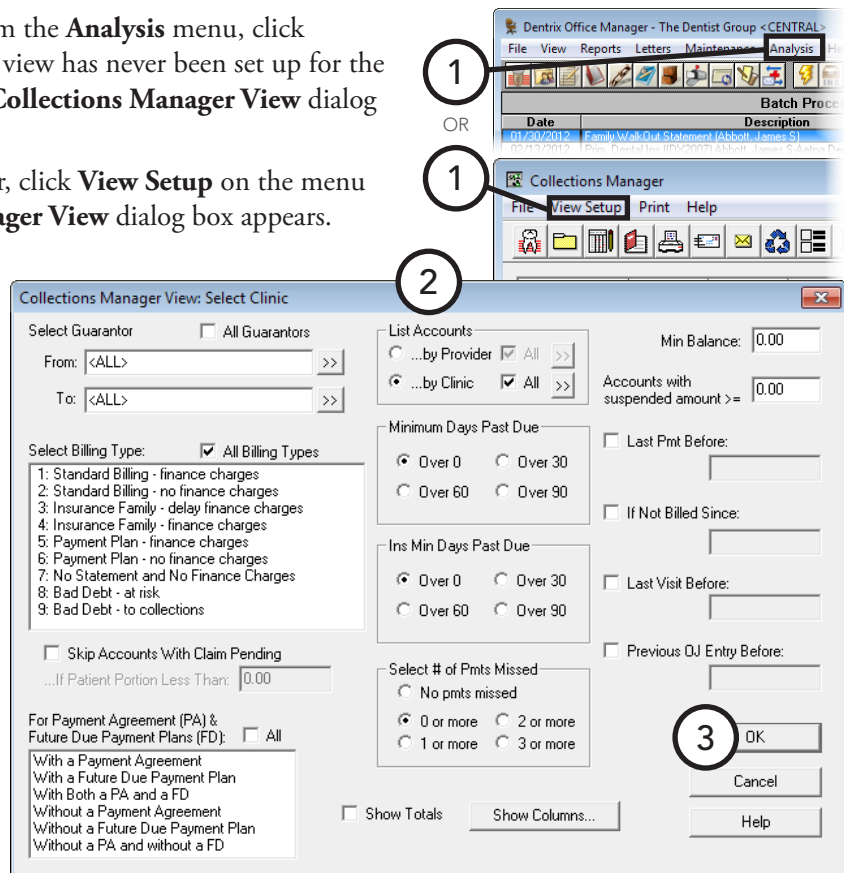 m the Analysis menu, click
view has never been set up for the
Collections Manager View dialog
r, click View Setup on the menu
ager View dialog box appears.
Dentrix Office Manager - The Dentist Group <CENTRAL>
File View Reports Letters Maintenance Analysis He
1
Batch Proce
OR
Date Description
01/30/2012 Family WalkOut Statement (Abbott, James S)
02/13/2012 Prim. Dental Ins (IDX2007) Abbott, James S-Aetna De
1
Collections Manager
File View Setup Print Help
2
Collections Manager View: Select Clinic
Select Guarantor All Guarantors
From: <ALL> >>
To: <ALL> >>
Select Billing Type: All Billing Types
1: Standard Billing - finance charges
2: Standard Billing - no finance charges
3: Insurance Family - delay finance charges
4: Insurance Family - finance charges
5: Payment Plan - finance charges
6: Payment Plan - no finance charges
7: No Statement and No Finance Charges
8: Bad Debt - at risk
9: Bad Debt - to collections
Skip Accounts With Claim Pending
...If Patient Portion Less Than: 0.00
For Payment Agreement (PA) &
Future Due Payment Plans (FD): All
With a Payment Agreement
With a Future Due Payment Plan
With Both a PA and a FD
Without a Payment Agreement
Without a Future Due Payment Plan
Without a PA and without a FD
List Accounts
...by Provider All >>
...by Clinic All >>
Minimum Days Past Due
Over 0 Over 30
Over 60 Over 90
Ins Min Days Past Due
Over 0 Over 30
Over 60 Over 90
Select # of Pmts Missed
No pmts missed
0 or more 2 or more
1 or more 3 or more
Show Totals Show Columns...
Min Balance: 0.00
Accounts with
suspended amount >= 0.00
Last Pmt Before:
If Not Billed Since:
Last Visit Before:
Previous OJ Entry Before:
3 OK
Cancel
Help